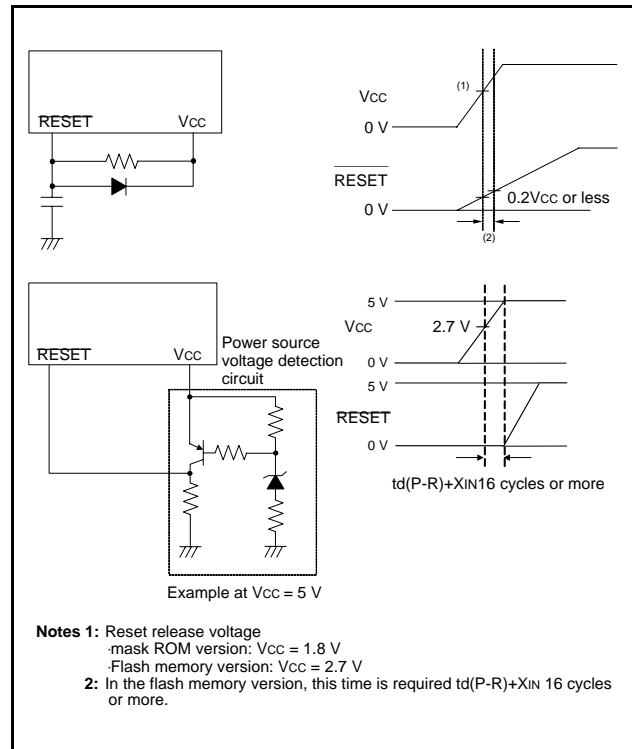 RESET VCC
VCC
(1)
0 V
RESET
0 V
0.2VCC or less
(2)
RESET VCC
Power source
voltage detection
circuit
Example at VCC = 5 V
5 V
VCC
2.7 V
0 V
5 V
RESET
0 V
td(P-R)+XIN16 cycles or more
Notes 1: Reset release voltage
·mask ROM version: VCC = 1.8 V
·Flash memory version: VCC = 2.7 V
2: In the flash memory version, this time is required td(P-R)+XIN 16 cycles
or more.